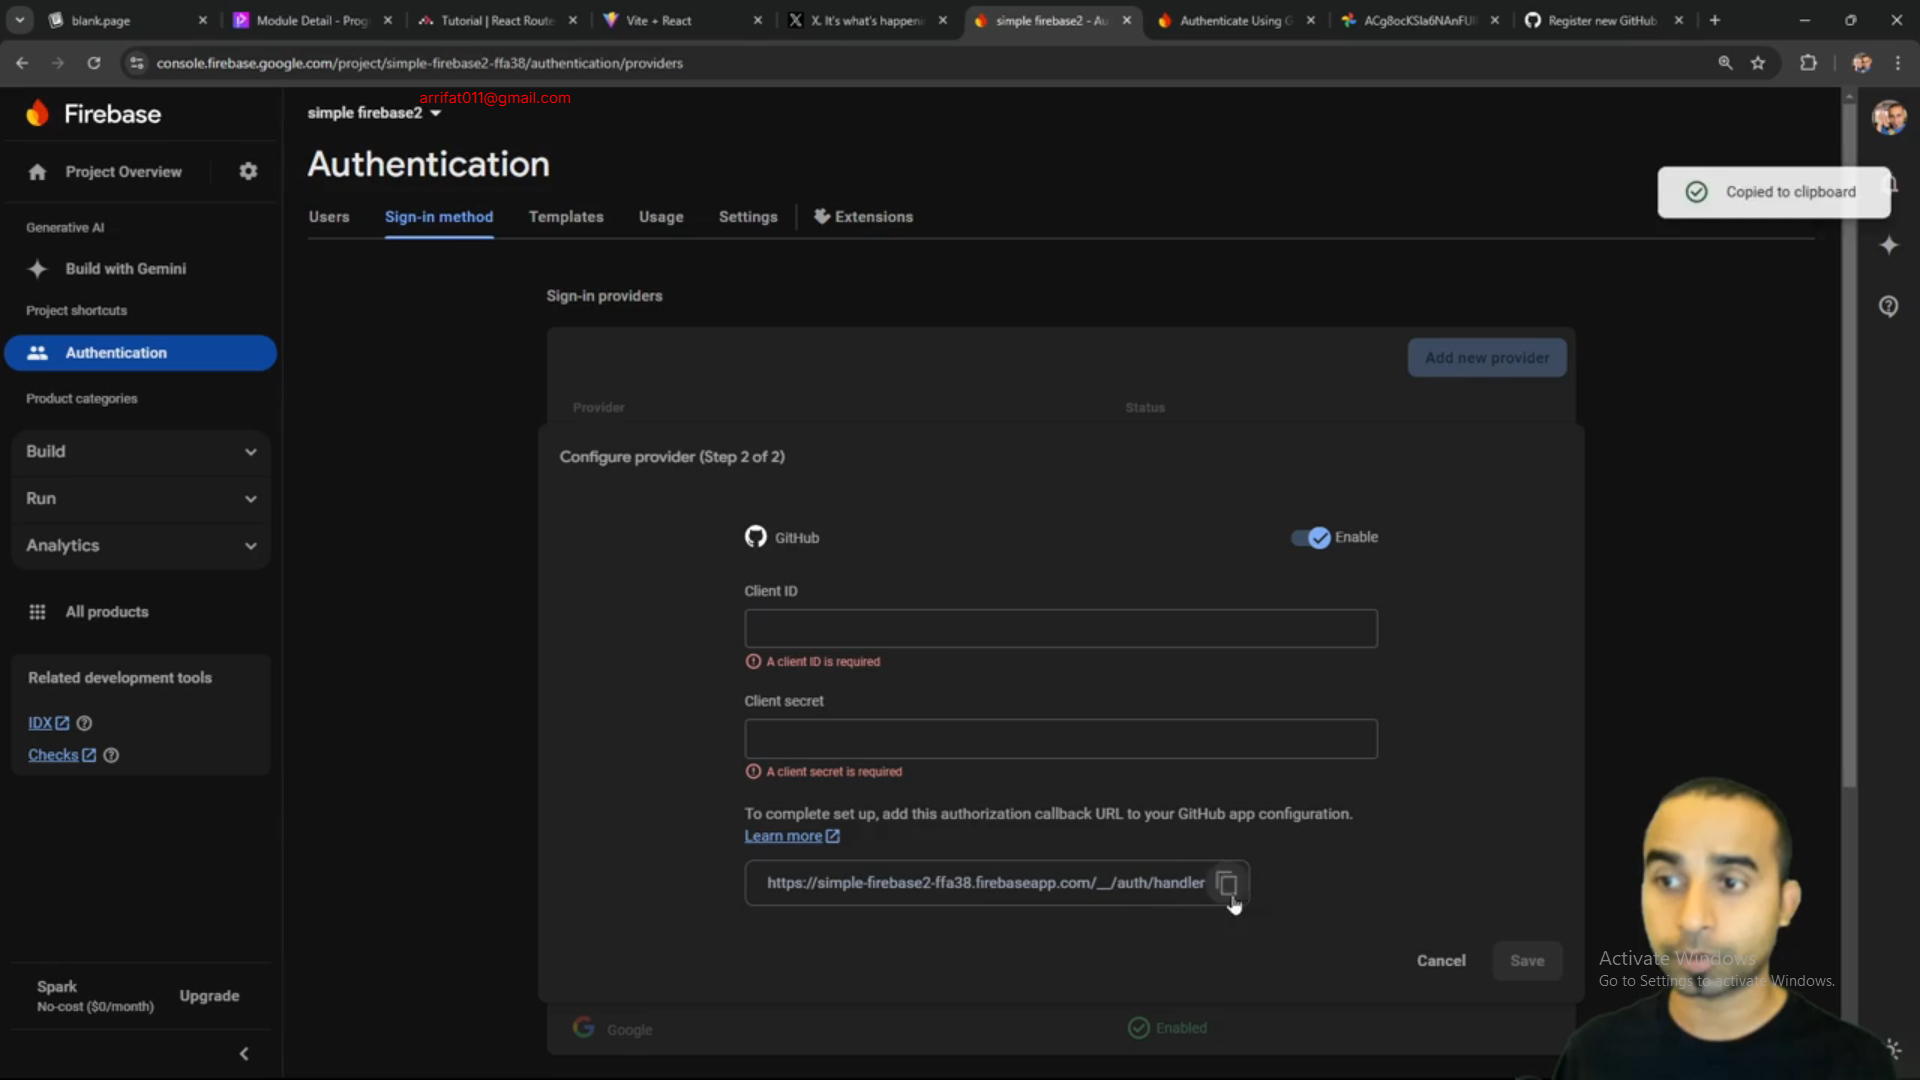 blank.page
Module Detail - Prog
Tutorial | React Route
Vite + React
X. It's what's happeni
simple firebase2 - Au
Authenticate Using G
ACg8ocKSla6NAnFUI
Register new GitHub
console.firebase.google.com/project/simple-firebase2-ffa38/authentication/providers
arrifat011@gmail.com
Firebase
simple firebase2
Project Overview
Authentication
Copied to clipboard
Users
Sign-in method
Templates
Usage
Settings
Extensions
Generative AI
Build with Gemini
Project shortcuts
Authentication
Product categories
Build
Run
Analytics
All products
Related development tools
IDX
Checks
Spark
No-cost ($0/month)
Upgrade
Sign-in providers
Add new provider
Provider
Status
Configure provider (Step 2 of 2)
GitHub
Enable
Client ID
A client ID is required
Client secret
A client secret is required
To complete set up, add this authorization callback URL to your GitHub app configuration.
Learn more
https://simple-firebase2-ffa38.firebaseapp.com/__/auth/handler
Cancel
Save
Google
Enabled
Activate Windows
Go to Settings to activate Windows.